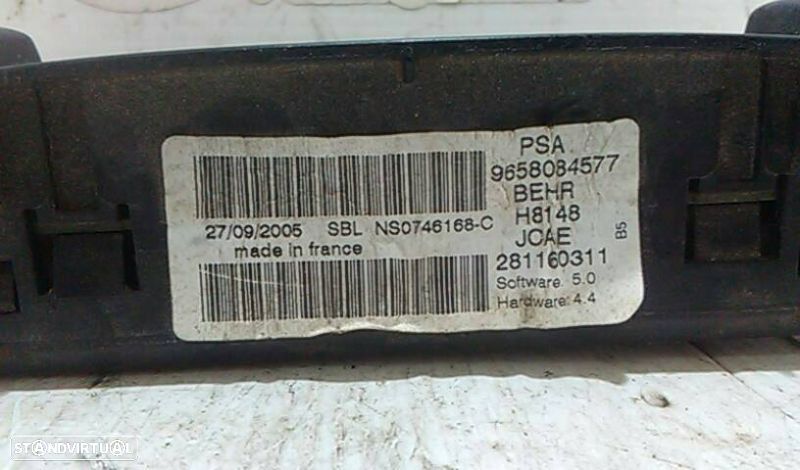 PSA
9658084577
BEHR
H8148
JCAE
281160311
Software: 5.0
Hardware: 4.4
B5
27/09/2005 SBL NS0746168-C
made in france
STANDVIRTUAL